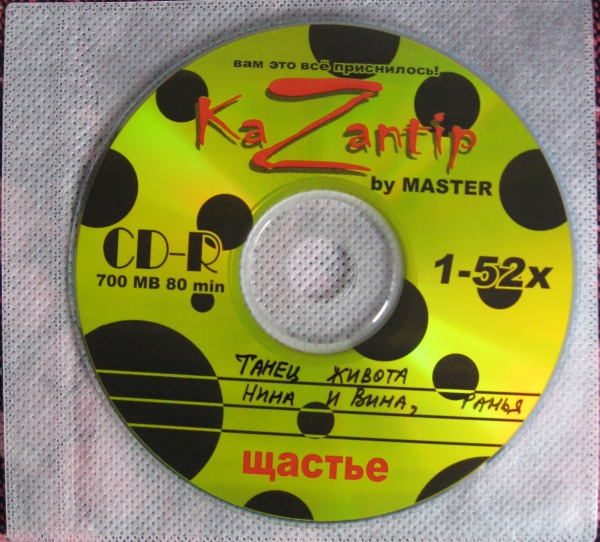 вам это всё приснилось!
KaZantip
by MASTER
CD-R
700 MB 80 min
1-52x
Танец живота
Нина и Вина, Ранья
щастье